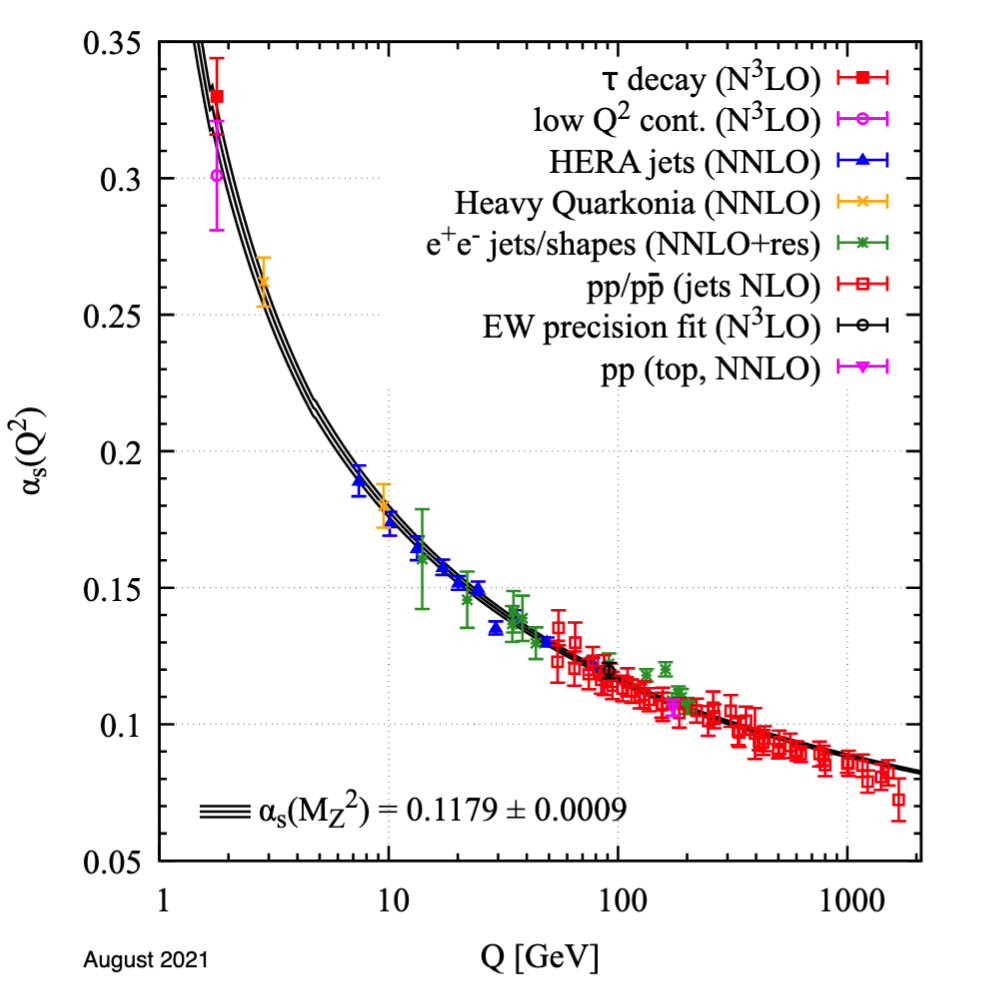 0.35
0.3
0.25
0.2
0.15
0.1
0.05
αs(Q²)
τ decay (N³LO)
low Q² cont. (N³LO)
HERA jets (NNLO)
Heavy Quarkonia (NNLO)
e⁺e⁻ jets/shapes (NNLO+res)
pp/pp̄ (jets NLO)
EW precision fit (N³LO)
pp (top, NNLO)
αs(M_Z²) = 0.1179 ± 0.0009
1 10 100 1000
Q [GeV]
August 2021